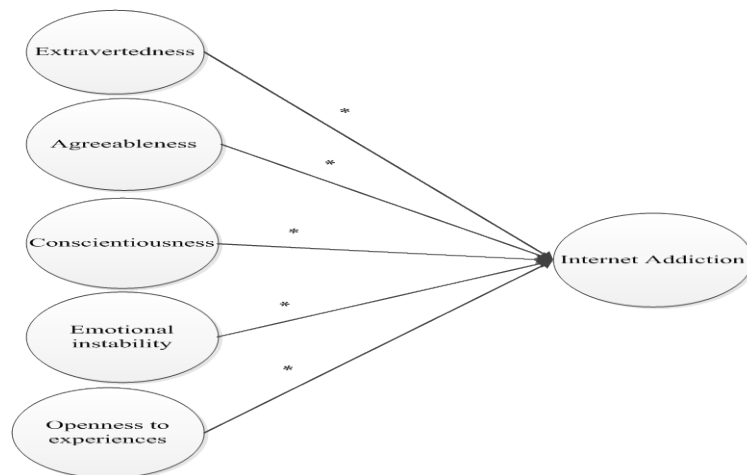 Extravertedness
*
Agreeableness
*
Conscientiousness
*
Internet Addiction
Emotional
instability
*
Openness to
experiences
*